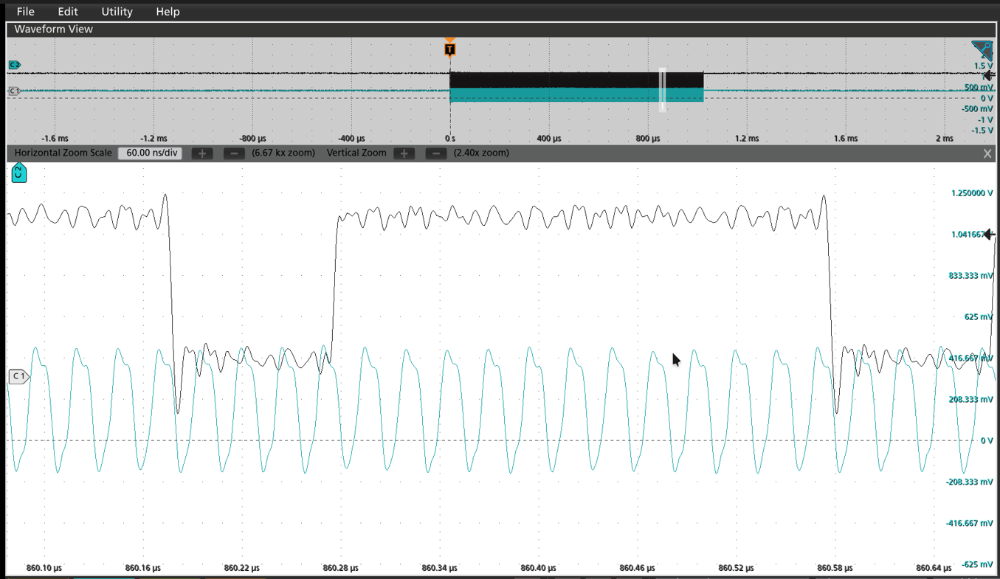 File Edit Utility Help
Waveform View
T
C2
1.5 V
C1
500 mV
0 V
-500 mV
-1 V
-1.5 V
-1.6 ms -1.2 ms -800 µs -400 µs 0 s 400 µs 800 µs 1.2 ms 1.6 ms 2 ms
Horizontal Zoom Scale 60.00 ns/div + − (6.67 kx zoom) Vertical Zoom + − (2.40x zoom) X
C 2
1.250000 V
1.041667
833.333 mV
625 mV
416.667 mV
C 1
208.333 mV
0 V
-208.333 mV
-416.667 mV
-625 mV
860.10 µs 860.16 µs 860.22 µs 860.28 µs 860.34 µs 860.40 µs 860.46 µs 860.52 µs 860.58 µs 860.64 µs